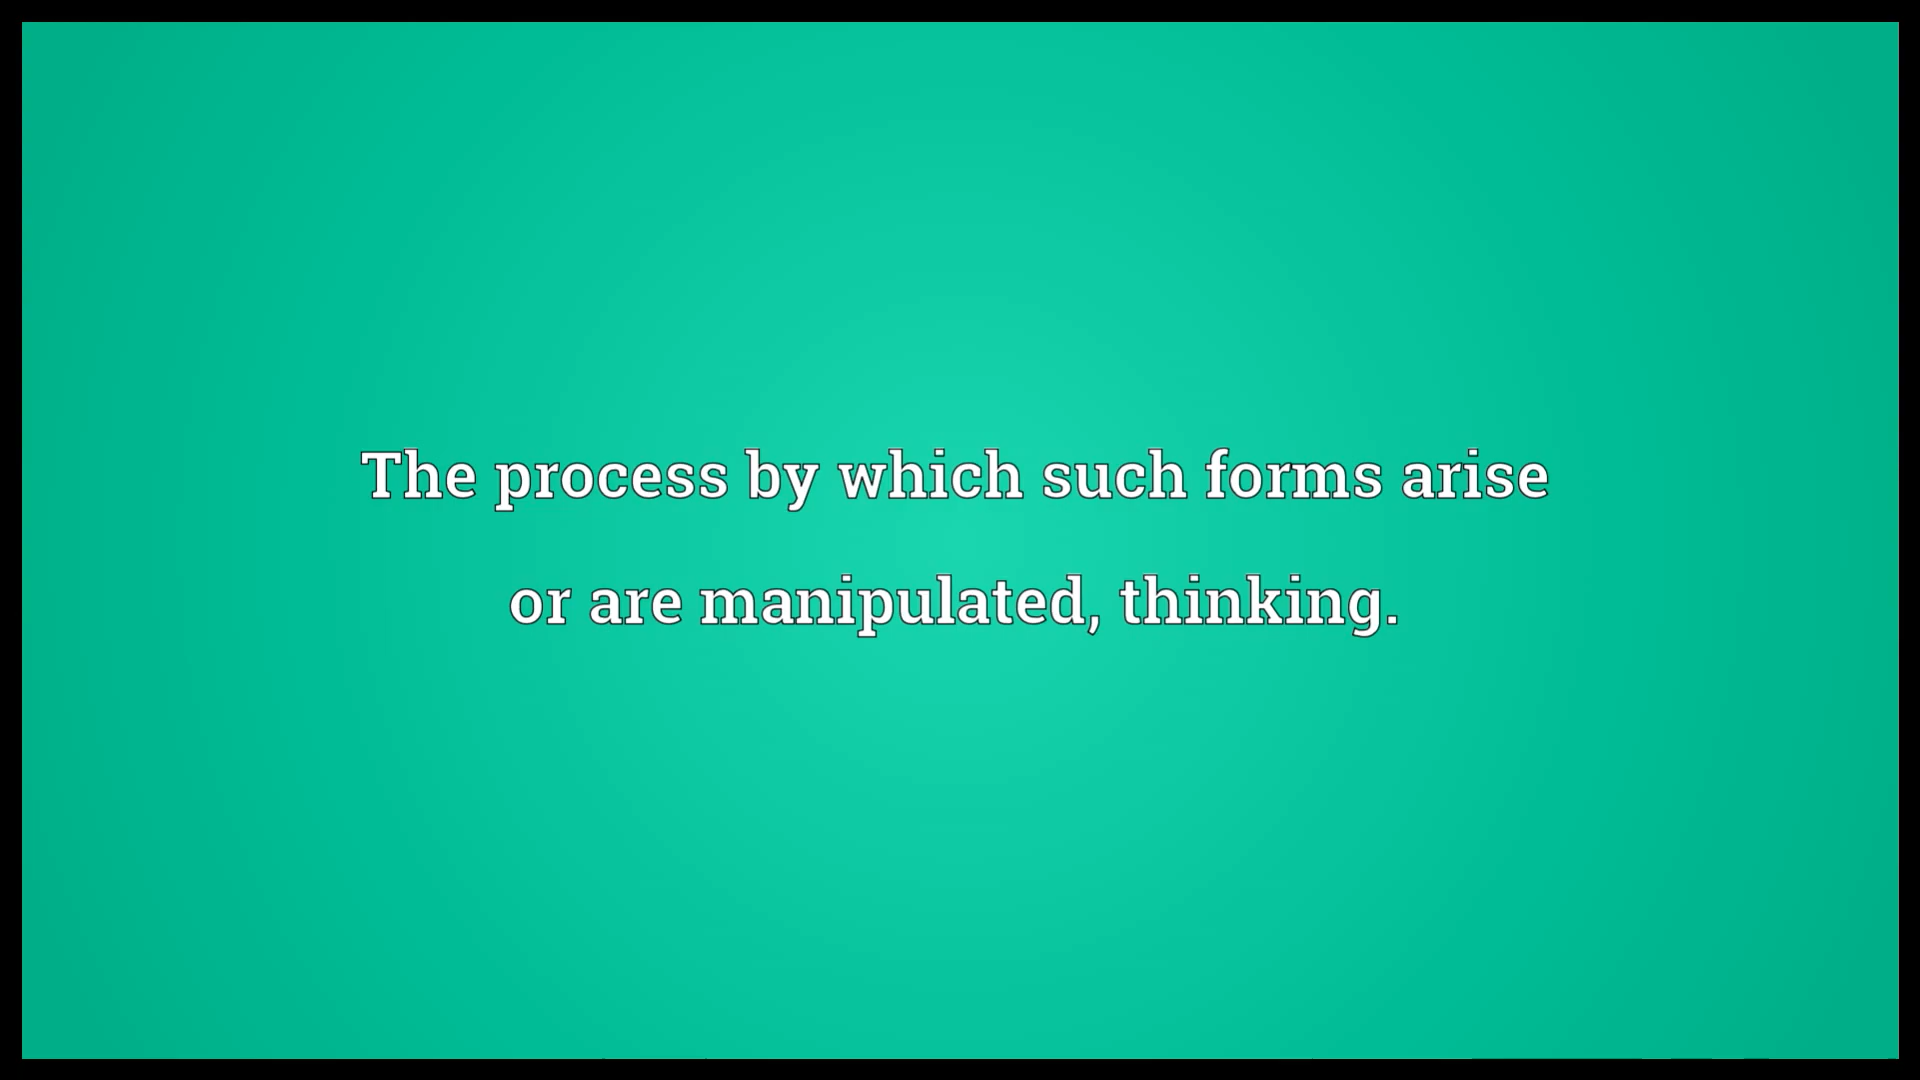 The process by which such forms arise
or are manipulated, thinking.